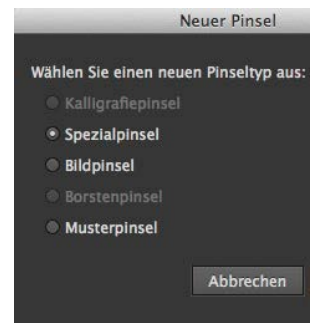 Neuer Pinsel
Wählen Sie einen neuen Pinseltyp aus:
Kalligrafiepinsel
Spezialpinsel
Bildpinsel
Borstenpinsel
Musterpinsel
Abbrechen